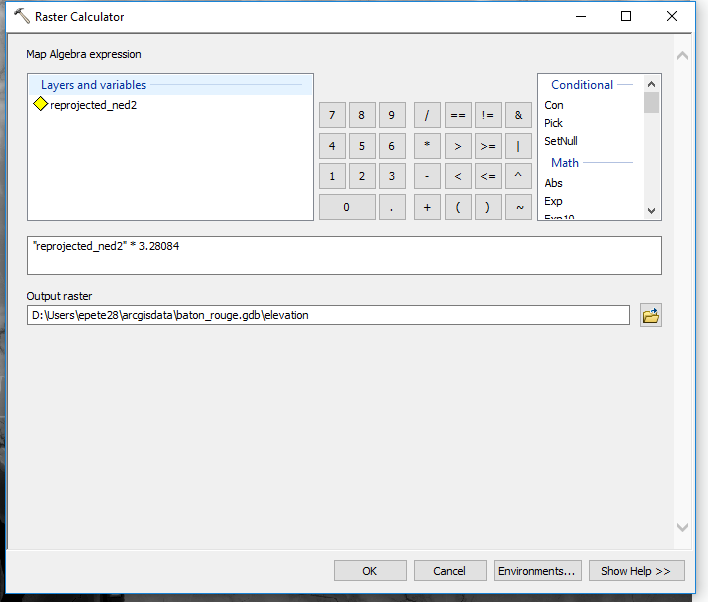 Raster Calculator
Map Algebra expression
Layers and variables
reprojected_ned2
7 8 9 / == != &
4 5 6 * > >= |
1 2 3 - < <= ^
0 . + ( ) ~
Conditional
Con
Pick
SetNull
Math
Abs
Exp
Exp10
"reprojected_ned2" * 3.28084
Output raster
D:\Users\epete28\arcgisdata\baton_rouge.gdb\elevation
OK Cancel Environments... Show Help >>